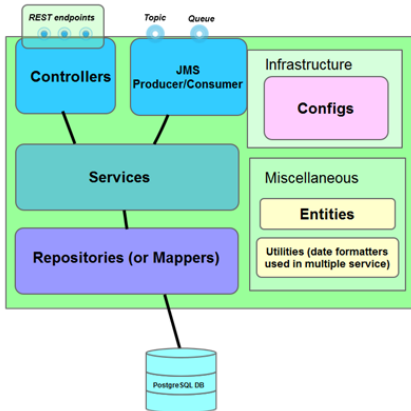 REST endpoints
Topic
Queue
Controllers
JMS
Producer/Consumer
Infrastructure
Configs
Services
Miscellaneous
Entities
Repositories (or Mappers)
Utilities (date formatters
used in multiple service)
PostgreSQL DB